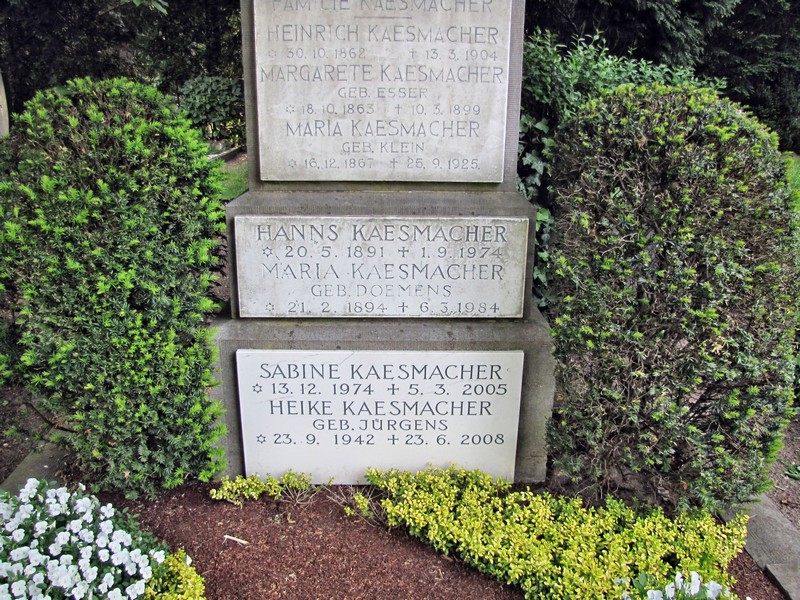 FAMILIE KAESMACHER
HEINRICH KAESMACHER
☆ 30.10.1862 ✝ 13.3.1904
MARGARETE KAESMACHER
GEB. ESSER
☆ 18.10.1863 ✝ 10.3.1899
MARIA KAESMACHER
GEB. KLEIN
☆ 16.12.1867 ✝ 25.9.1925
HANNS KAESMACHER
☆ 20.5.1891 ✝ 1.9.1974
MARIA KAESMACHER
GEB. DOEMENS
☆ 21.2.1894 ✝ 6.3.1984
SABINE KAESMACHER
☆ 13.12.1974 ✝ 5.3.2005
HEIKE KAESMACHER
GEB. JÜRGENS
☆ 23.9.1942 ✝ 23.6.2008